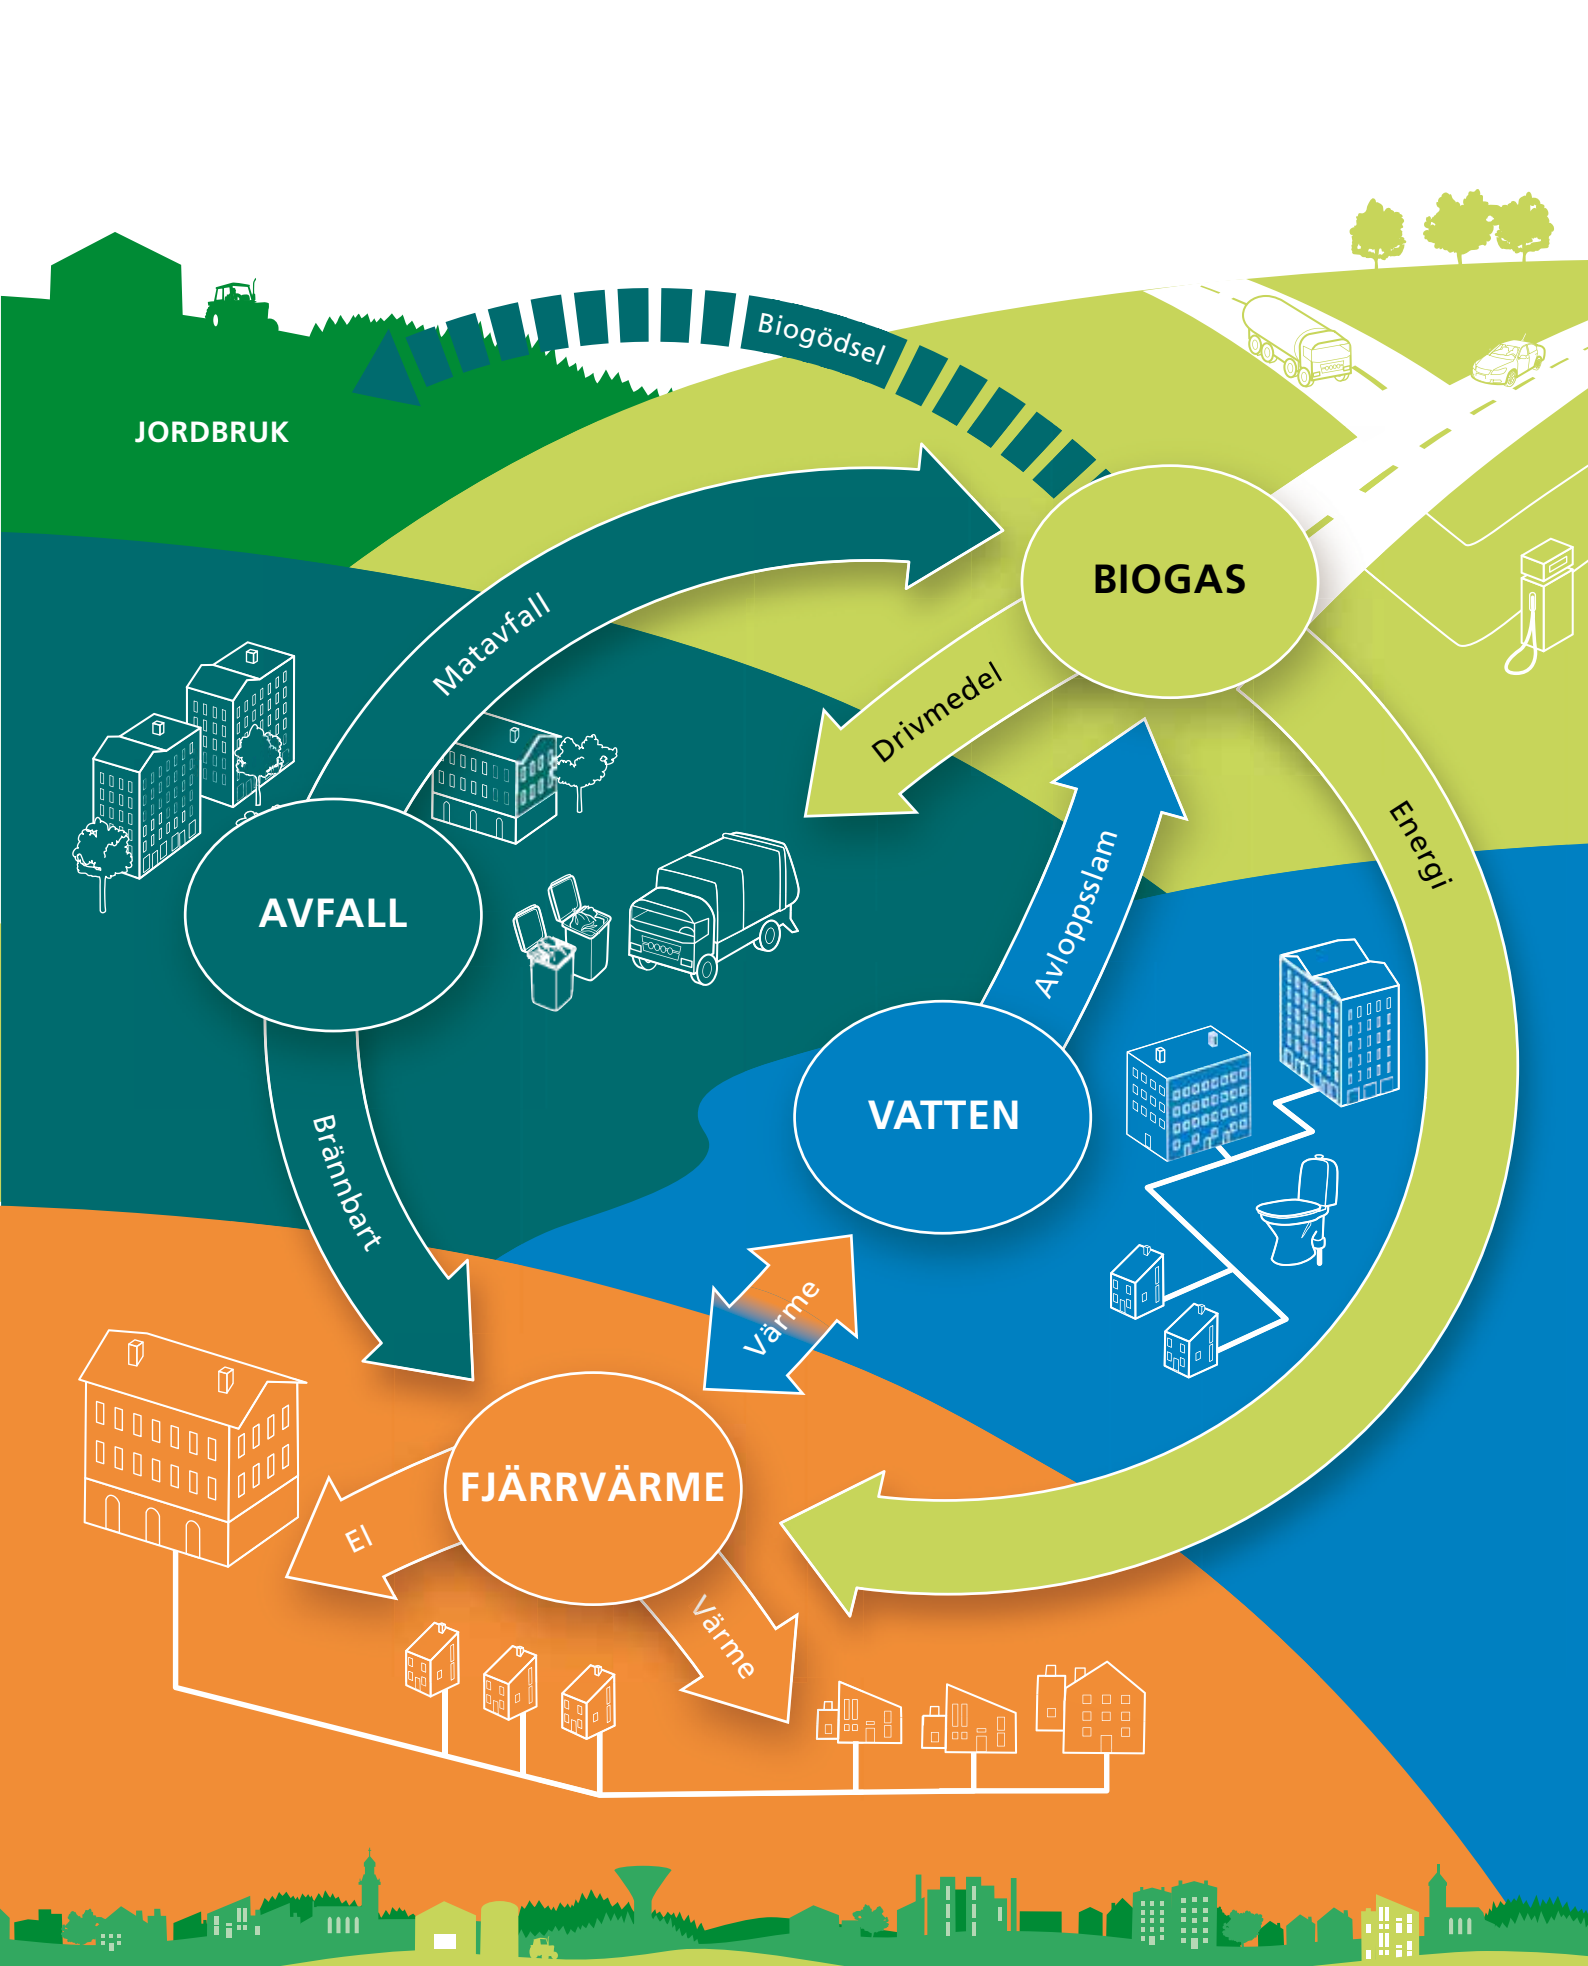 Biogödsel
JORDBRUK
BIOGAS
Matavfall
Drivmedel
Energi
Avloppsslam
AVFALL
VATTEN
Brännbart
Värme
FJÄRRVÄRME
El
Värme